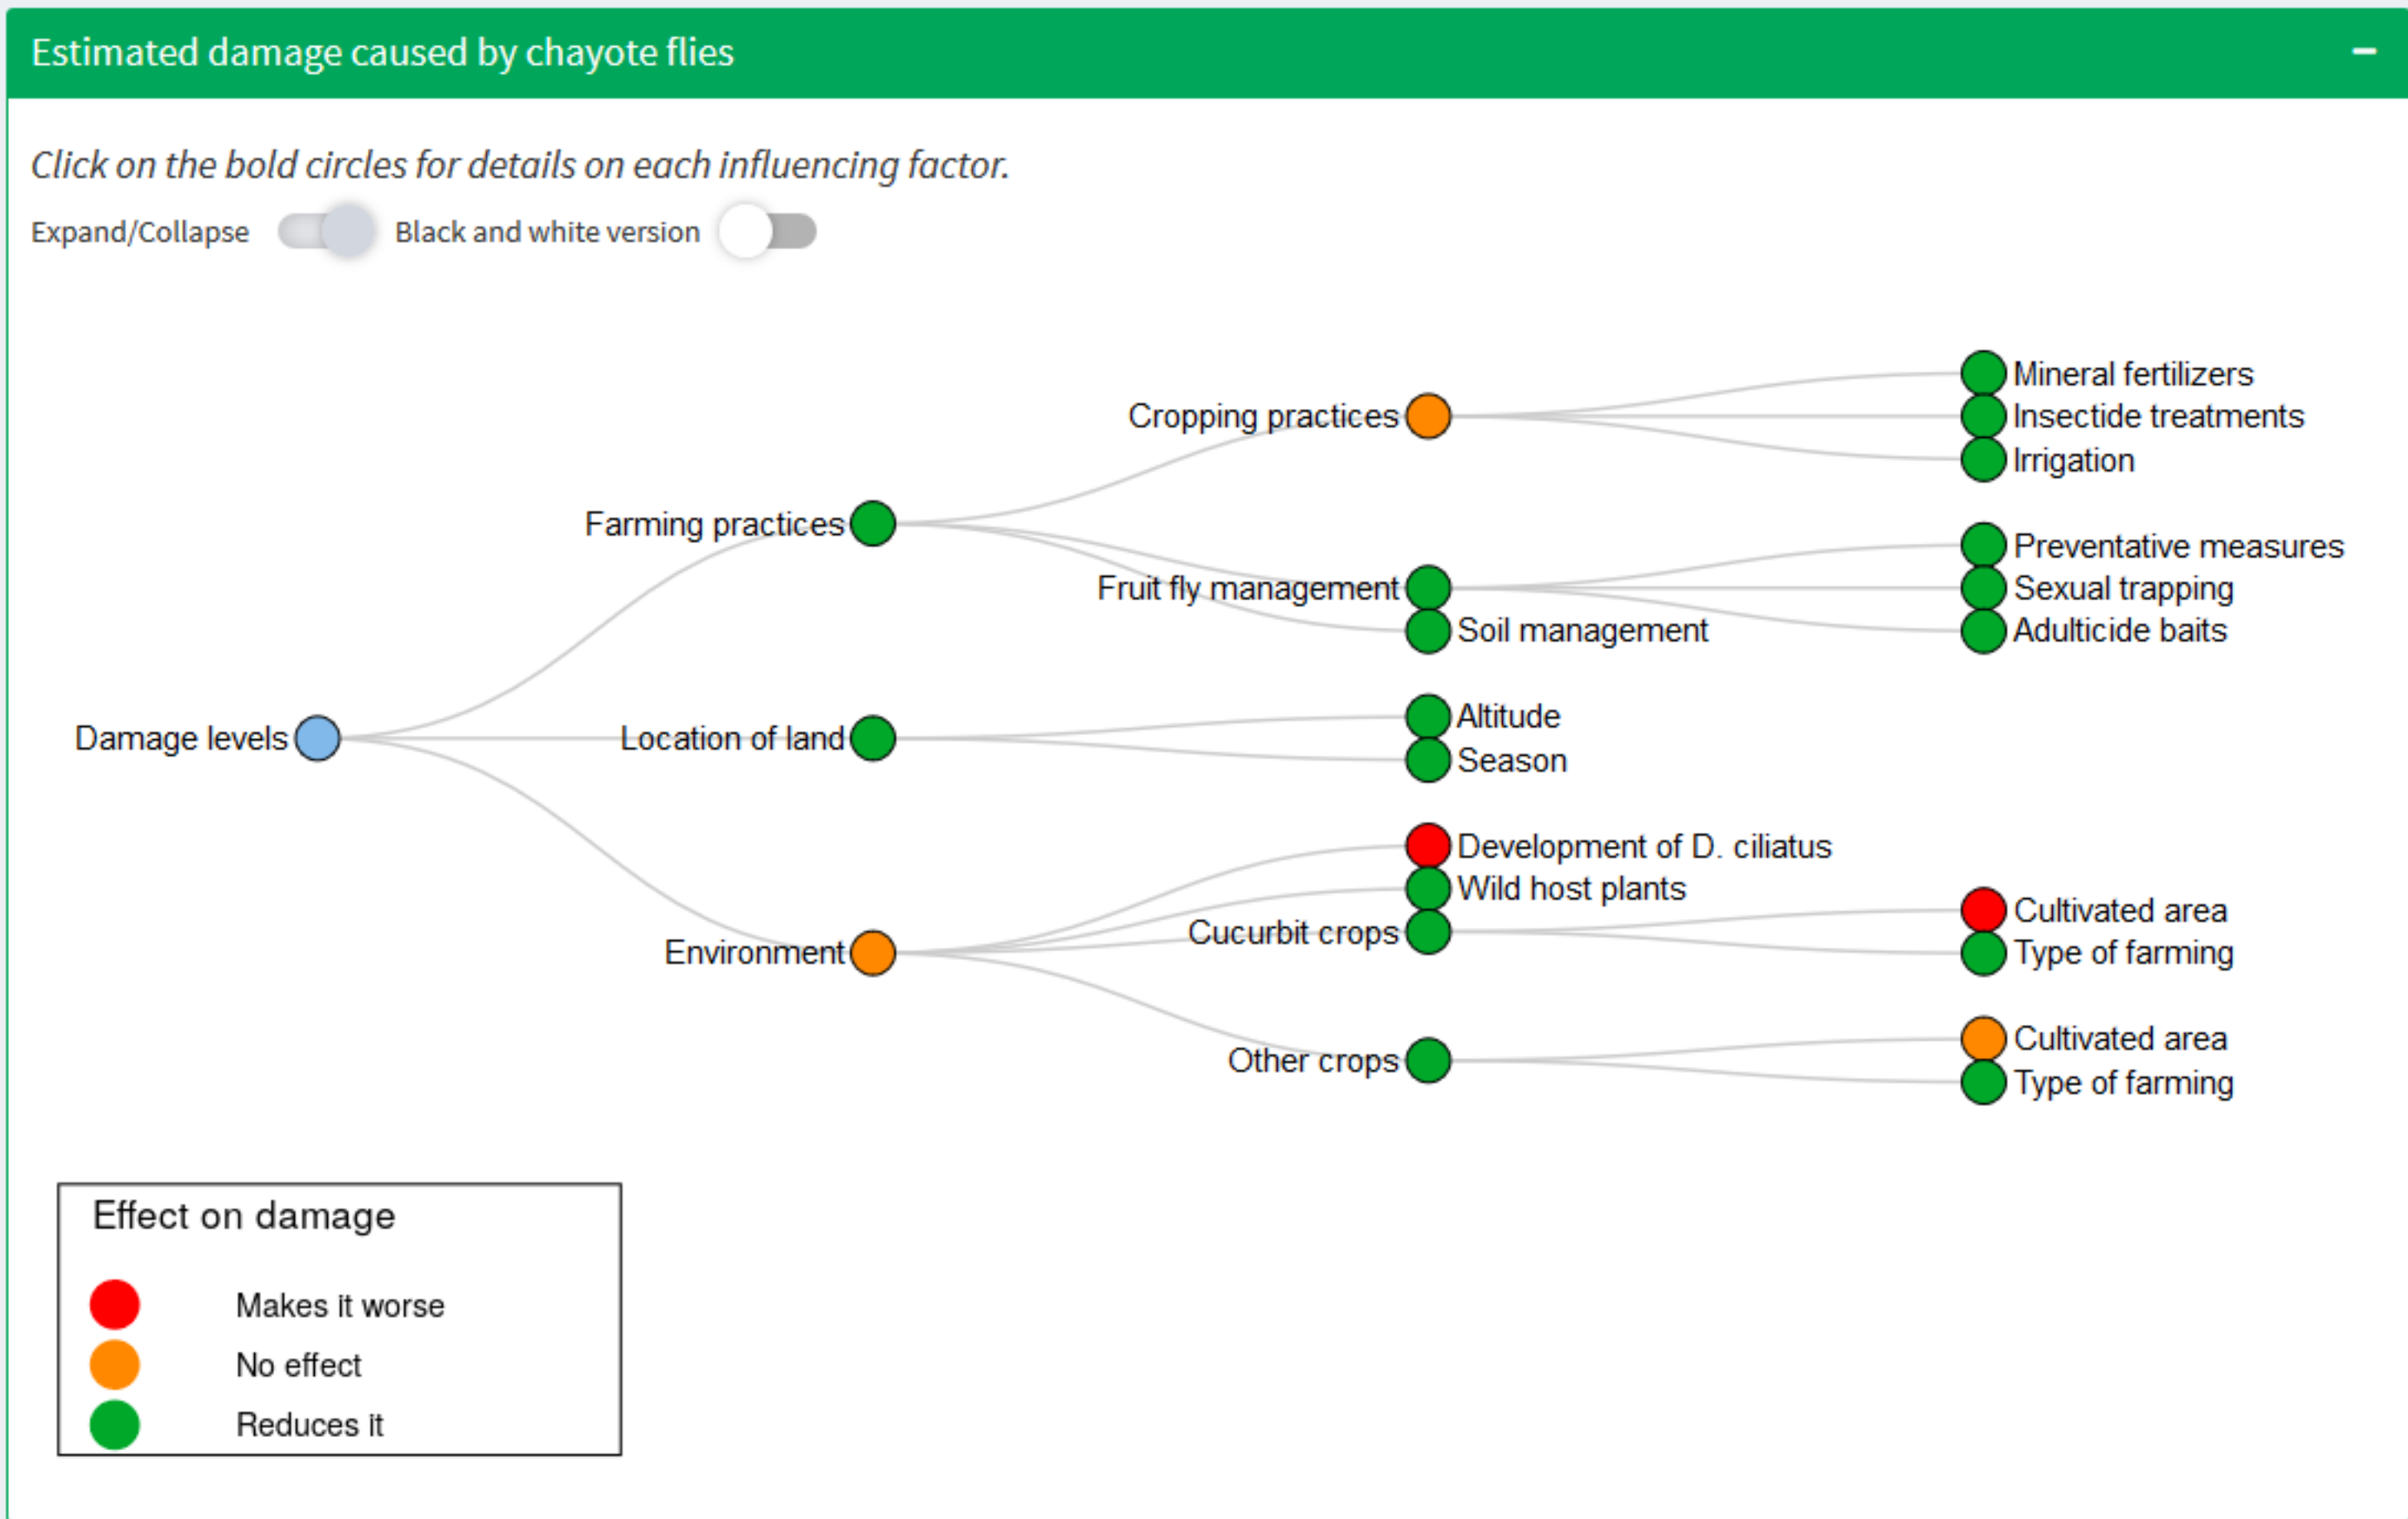 Estimated damage caused by chayote flies
Click on the bold circles for details on each influencing factor.
Expand/Collapse
Black and white version
Mineral fertilizers
Cropping practices
Insectide treatments
Irrigation
Farming practices
Preventative measures
Fruit fly management
Sexual trapping
Soil management
Adulticide baits
Altitude
Damage levels
Location of land
Season
Development of D. ciliatus
Wild host plants
Cultivated area
Cucurbit crops
Environment
Type of farming
Cultivated area
Other crops
Type of farming
Effect on damage
Makes it worse
No effect
Reduces it